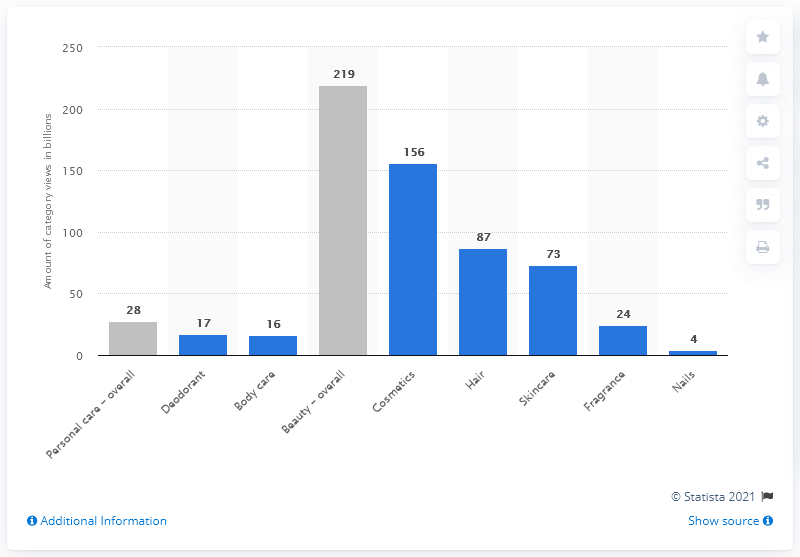 Amount of category views in billions
250
200
150
100
50
0
28
17
16
219
156
87
73
24
4
Personal care – overall
Deodorant
Body care
Beauty – overall
Cosmetics
Hair
Skincare
Fragrance
Nails
© Statista 2021
Additional Information
Show source